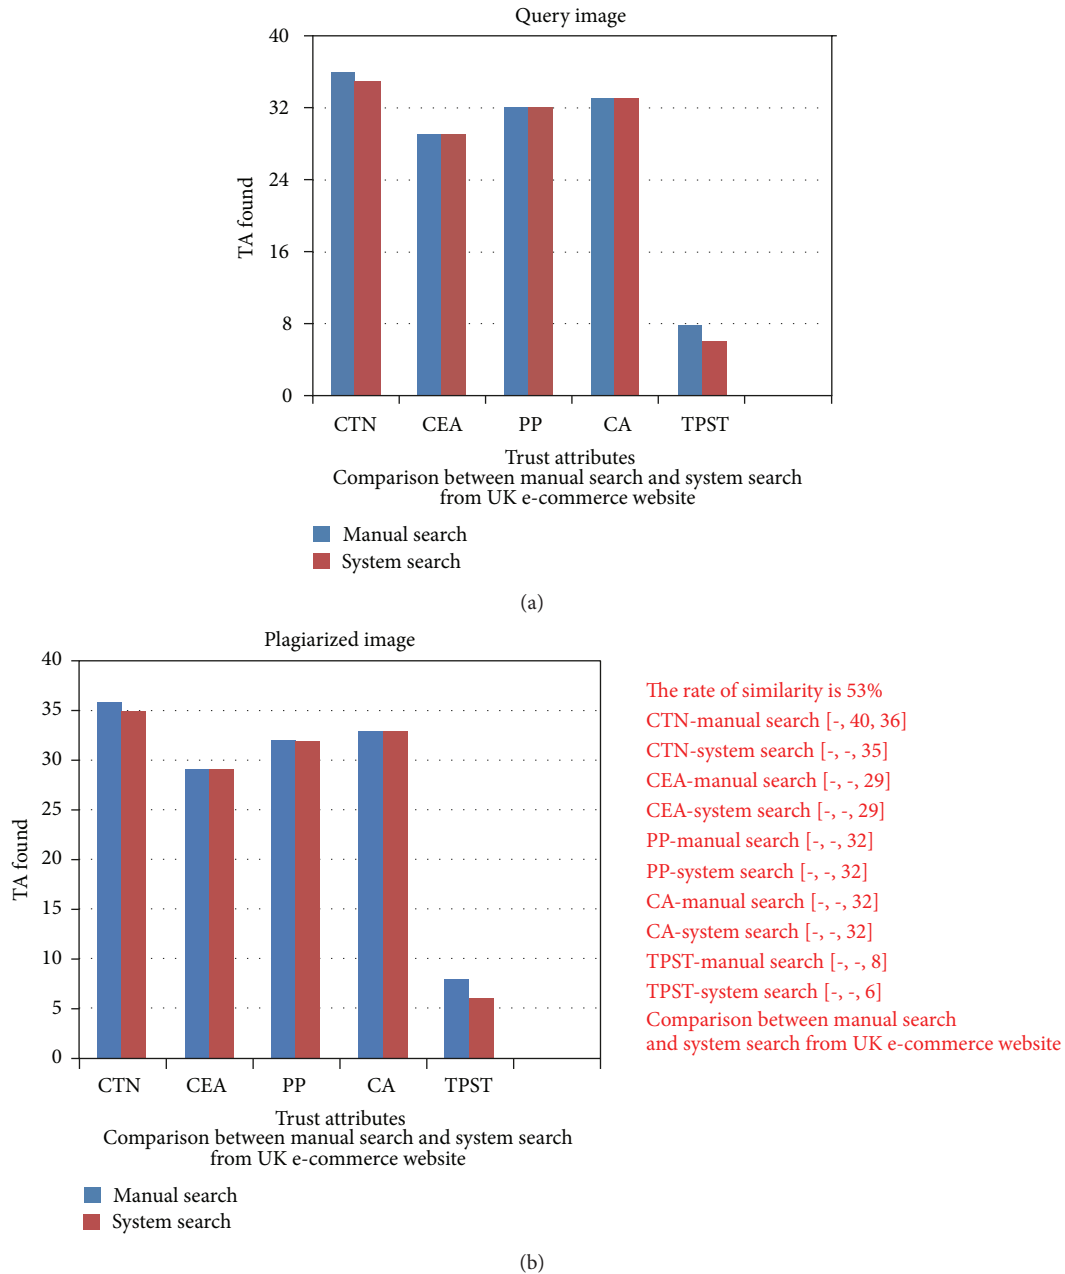 Query image
40
32
24
16
8
0
TA found
CTN CEA PP CA TPST
Trust attributes
Comparison between manual search and system search
from UK e-commerce website
Manual search
System search
(a)
Plagiarized image
40
35
30
25
20
15
10
5
0
TA found
CTN CEA PP CA TPST
Trust attributes
Comparison between manual search and system search
from UK e-commerce website
Manual search
System search
The rate of similarity is 53%
CTN-manual search [-, 40, 36]
CTN-system search [-, -, 35]
CEA-manual search [-, -, 29]
CEA-system search [-, -, 29]
PP-manual search [-, -, 32]
PP-system search [-, -, 32]
CA-manual search [-, -, 32]
CA-system search [-, -, 32]
TPST-manual search [-, -, 8]
TPST-system search [-, -, 6]
Comparison between manual search
and system search from UK e-commerce website
(b)